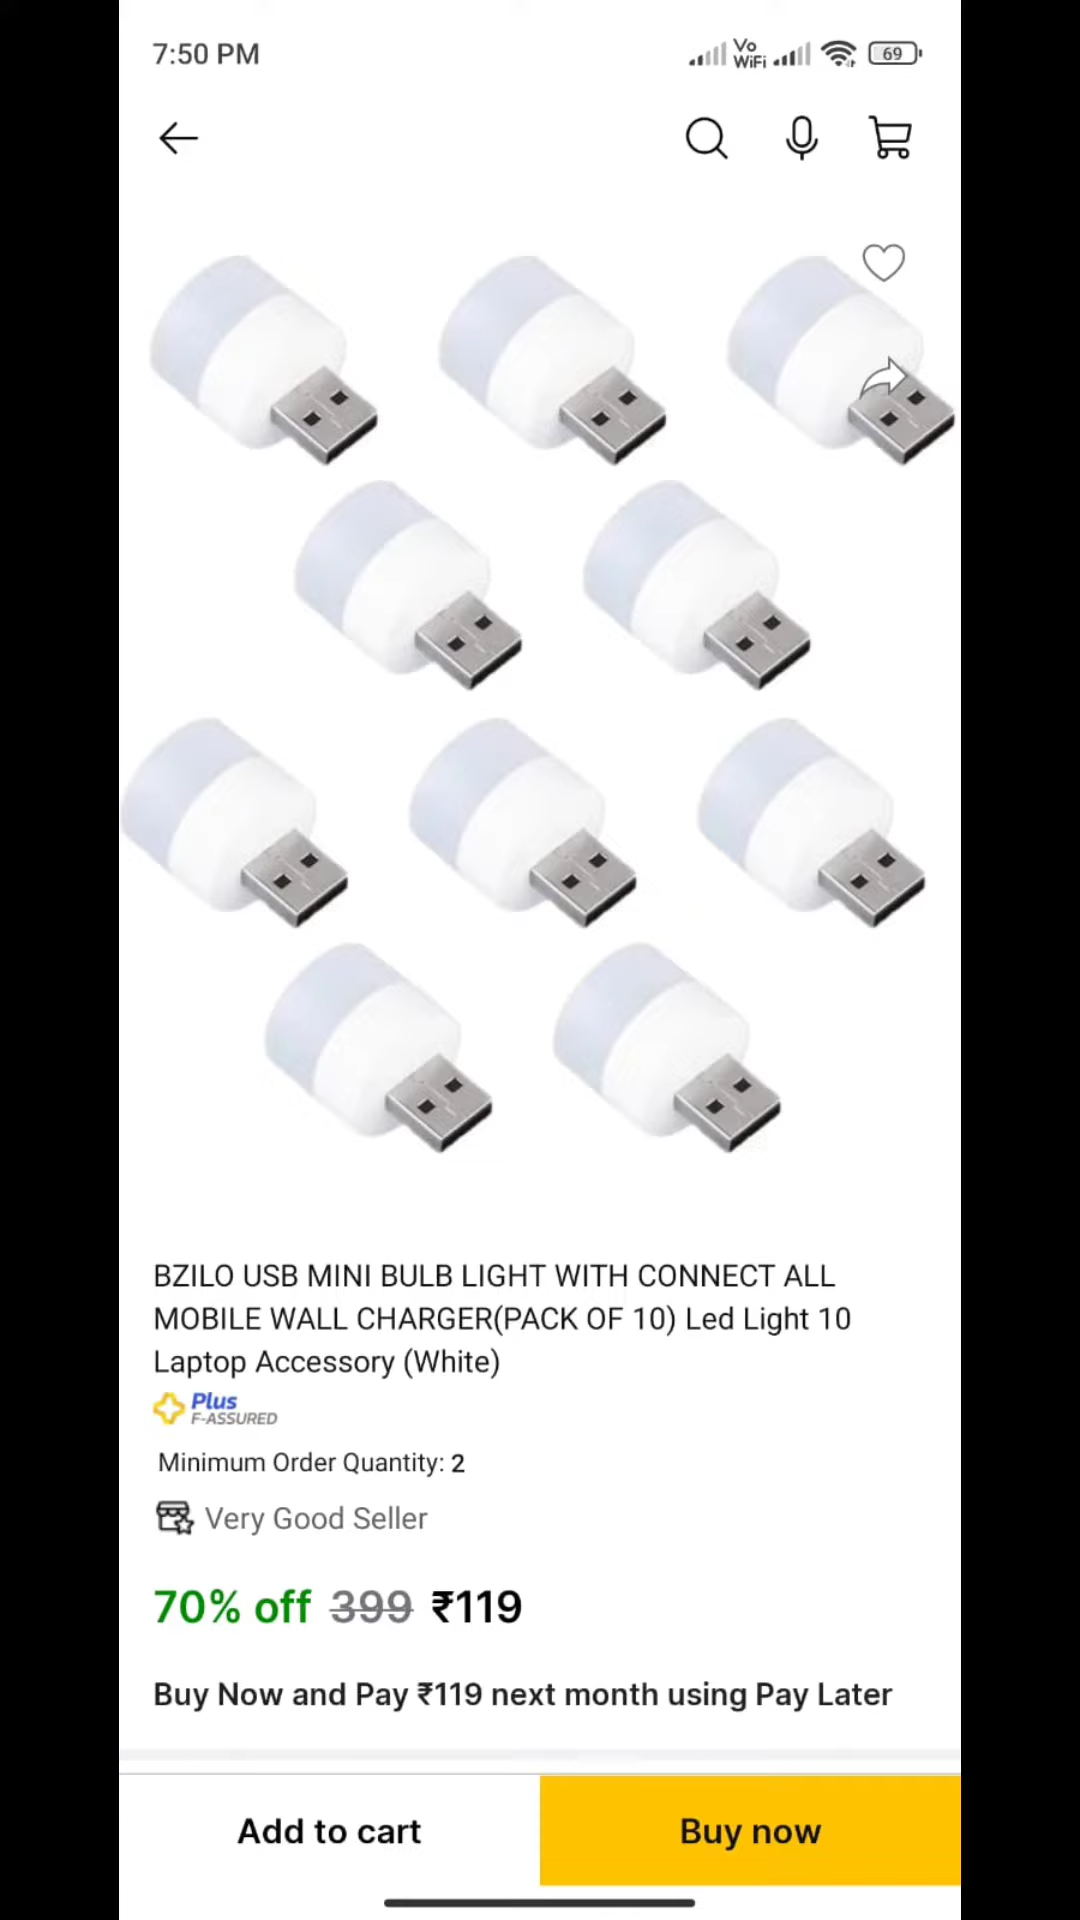 7:50 PM
Vo
WiFi
69
BZILO USB MINI BULB LIGHT WITH CONNECT ALL
MOBILE WALL CHARGER(PACK OF 10) Led Light 10
Laptop Accessory (White)
Plus
F-ASSURED
Minimum Order Quantity: 2
Very Good Seller
70% off 399 ₹119
Buy Now and Pay ₹119 next month using Pay Later
Add to cart
Buy now